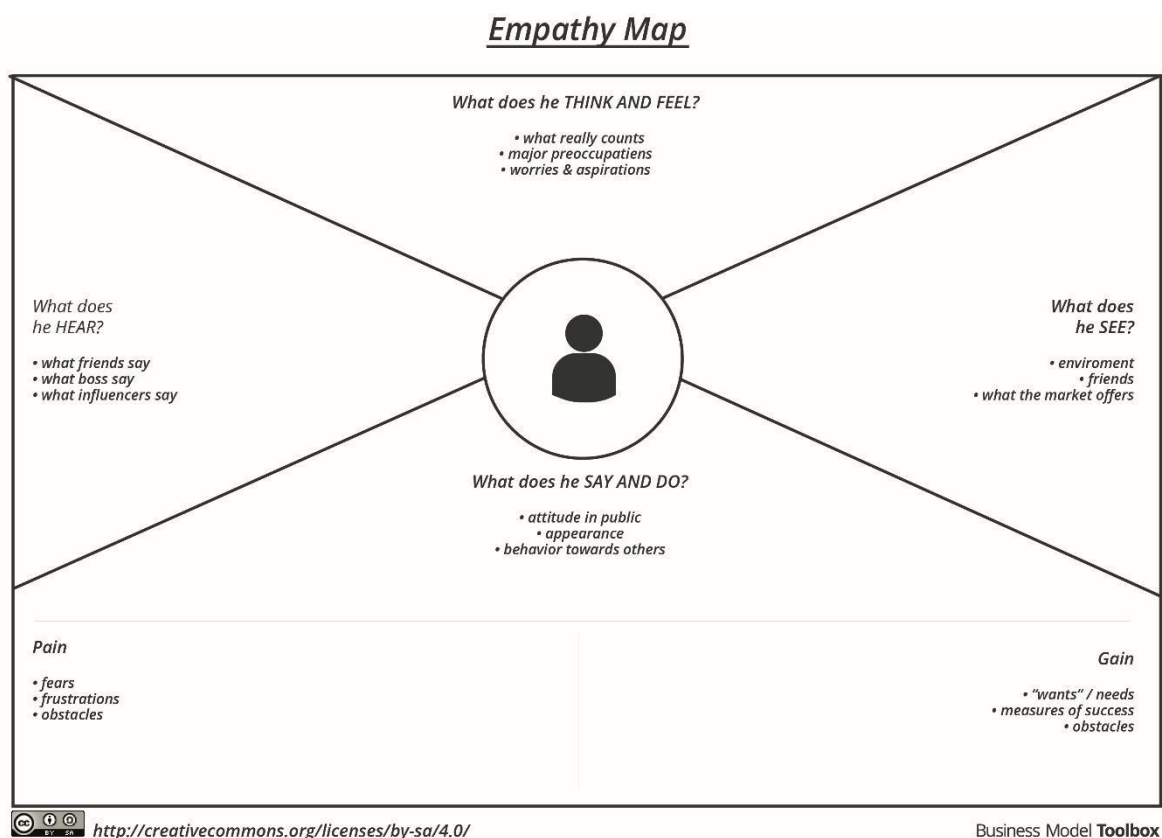 Empathy Map
What does he THINK AND FEEL?
• what really counts
• major preoccupatiens
• worries & aspirations
What does
he HEAR?
• what friends say
• what boss say
• what influencers say
What does
he SEE?
• enviroment
• friends
• what the market offers
What does he SAY AND DO?
• attitude in public
• appearance
• behavior towards others
Pain
• fears
• frustrations
• obstacles
Gain
• “wants” / needs
• measures of success
• obstacles
cc BY SA
http://creativecommons.org/licenses/by-sa/4.0/
Business Model Toolbox